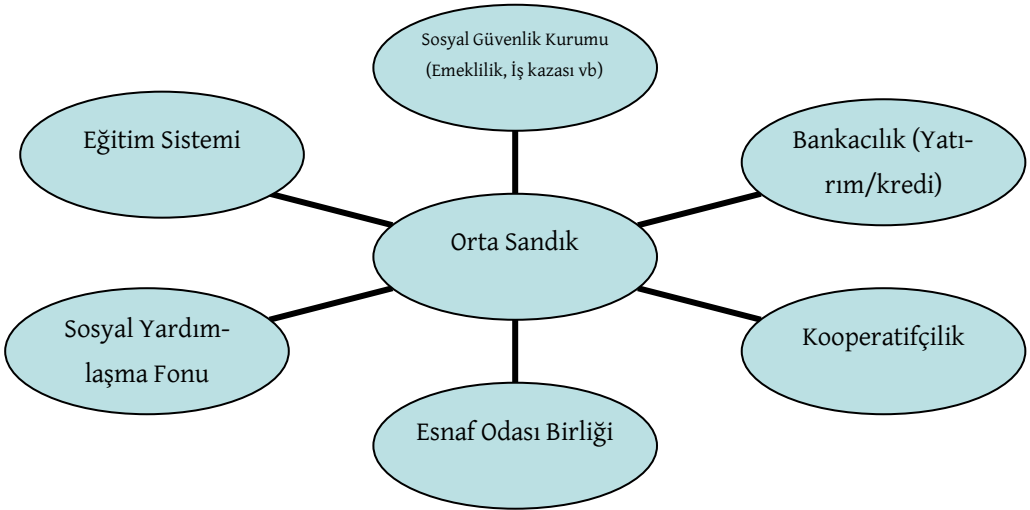 Sosyal Güvenlik Kurumu
(Emeklilik, İş kazası vb)
Eğitim Sistemi
Bankacılık (Yatı-
rım/kredi)
Orta Sandık
Sosyal Yardım-
laşma Fonu
Kooperatifçilik
Esnaf Odası Birliği